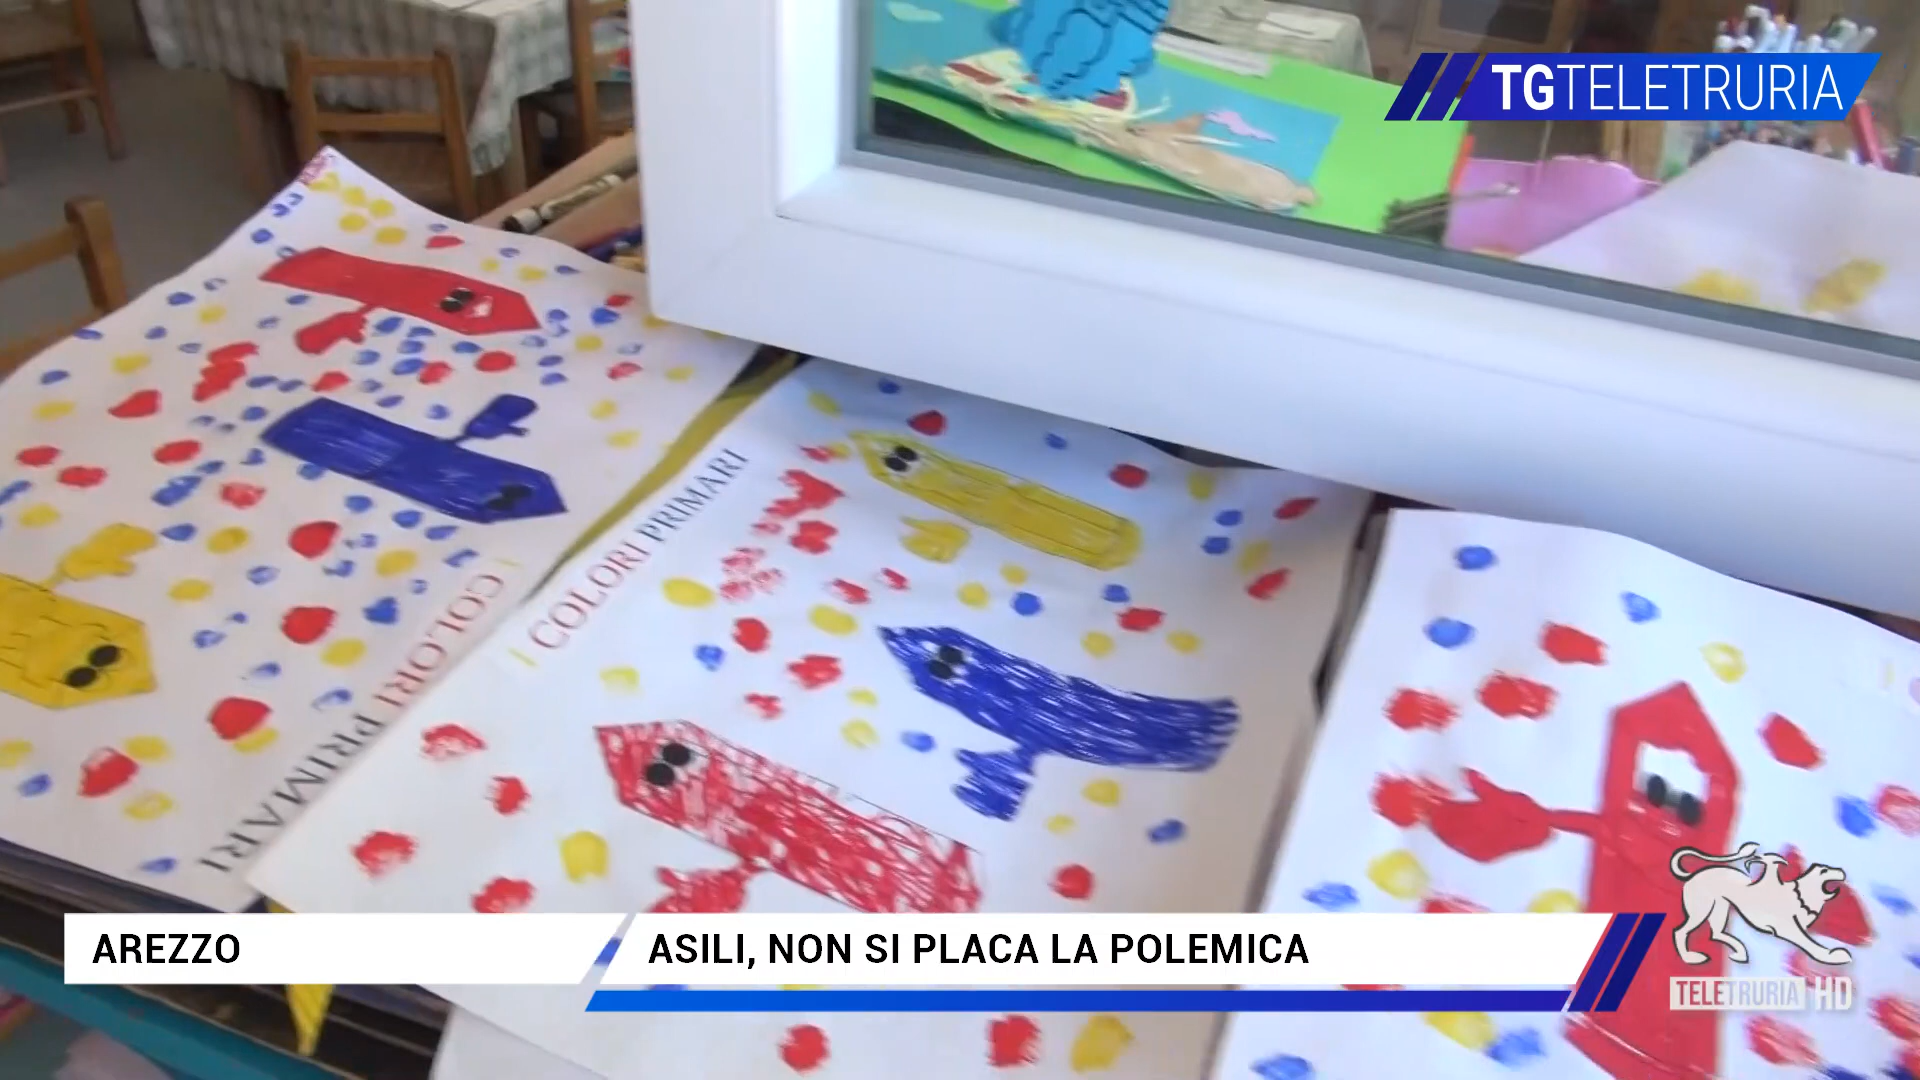 TGTELETRURIA
I COLORI PRIMARI
I COLORI PRIMARI
AREZZO
ASILI, NON SI PLACA LA POLEMICA
TELETRURIA HD